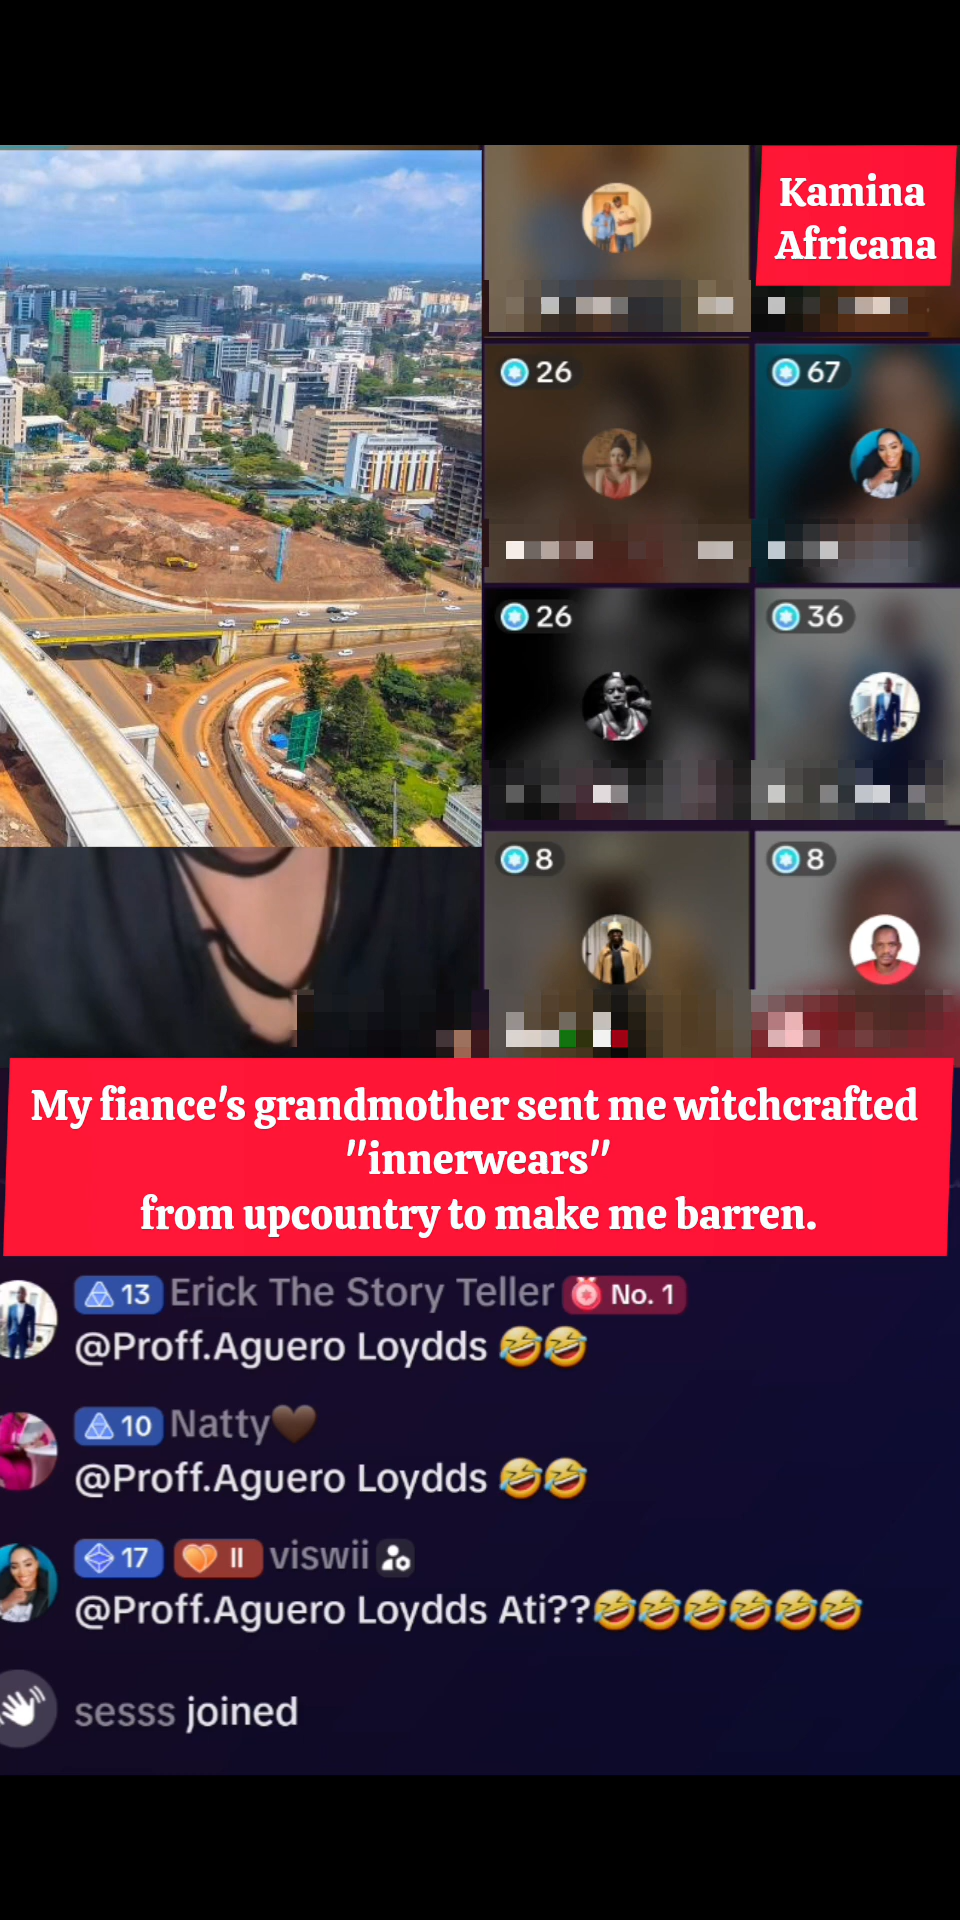 Kamina
Africana
26
67
26
36
8
8
My fiance's grandmother sent me witchcrafted
"innerwears"
from upcountry to make me barren.
13 Erick The Story Teller No. 1
@Proff.Aguero Loydds 🤣🤣
10 Natty🖤
@Proff.Aguero Loydds 🤣🤣
17 II viswii
@Proff.Aguero Loydds Ati??🤣🤣🤣🤣🤣🤣
sesss joined